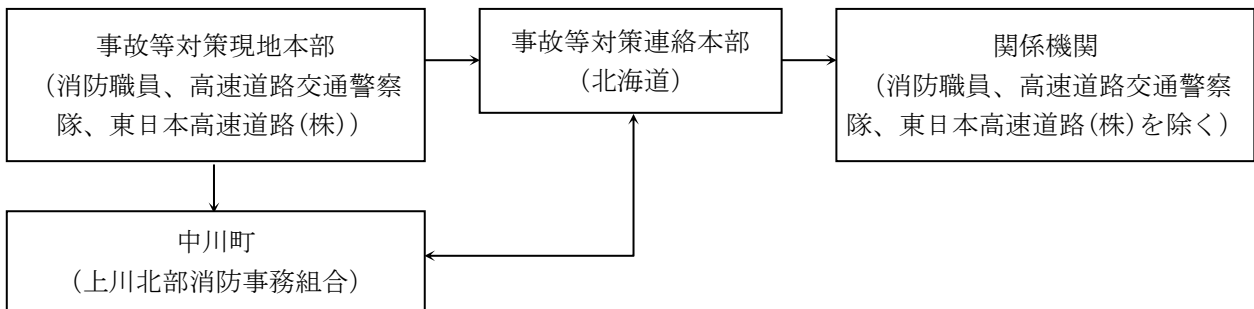 事故等対策現地本部
（消防職員、高速道路交通警察
隊、東日本高速道路(株)）
事故等対策連絡本部
（北海道）
関係機関
（消防職員、高速道路交通警察
隊、東日本高速道路(株)を除く）
中川町
（上川北部消防事務組合）